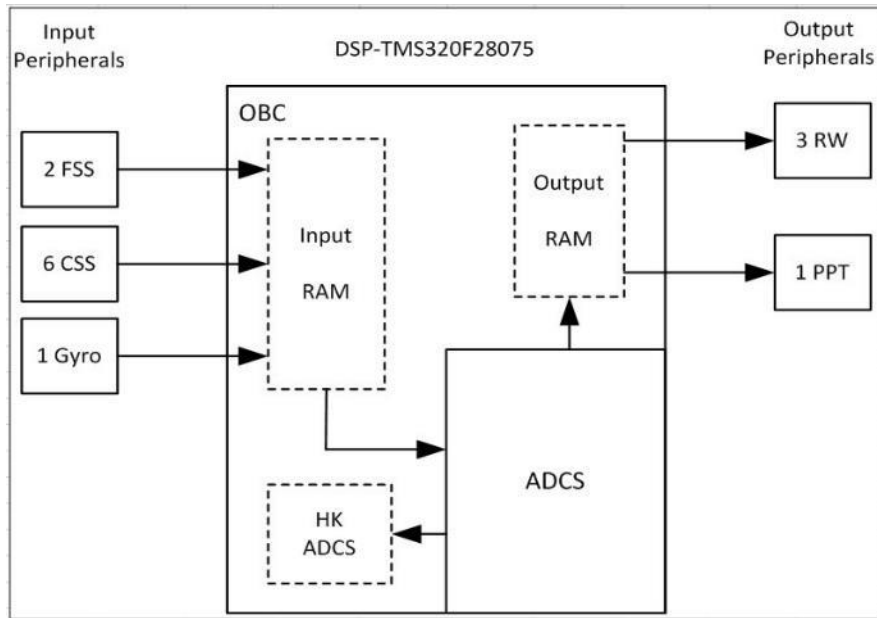 Input
Peripherals
DSP-TMS320F28075
Output
Peripherals
OBC
2 FSS
6 CSS
1 Gyro
Input
RAM
Output
RAM
3 RW
1 PPT
ADCS
HK
ADCS